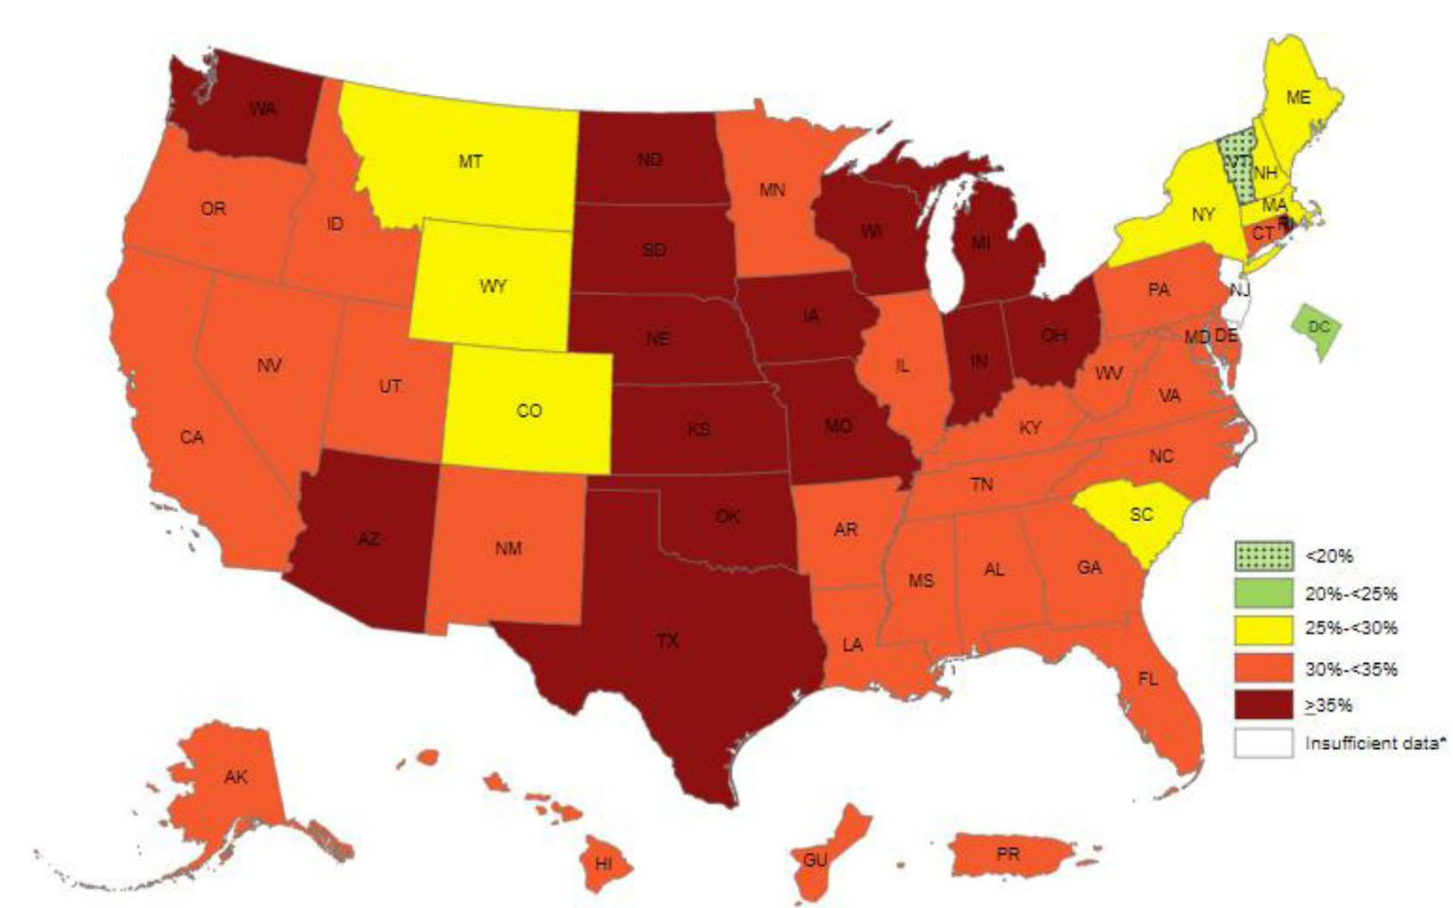 WA
ME
MT
ND
VT
MN
NH
OR
ID
MA
NY
RI
CT
WI
MI
SD
WY
PA
NJ
IA
DC
NE
OH
MD
DE
NV
IL
IN
UT
WV
VA
CO
KS
MO
KY
CA
NC
TN
SC
OK
AR
AZ
NM
<20%
GA
AL
MS
20%-<25%
25%-<30%
TX
LA
30%-<35%
FL
≥35%
Insufficient data*
AK
PR
GU
HI